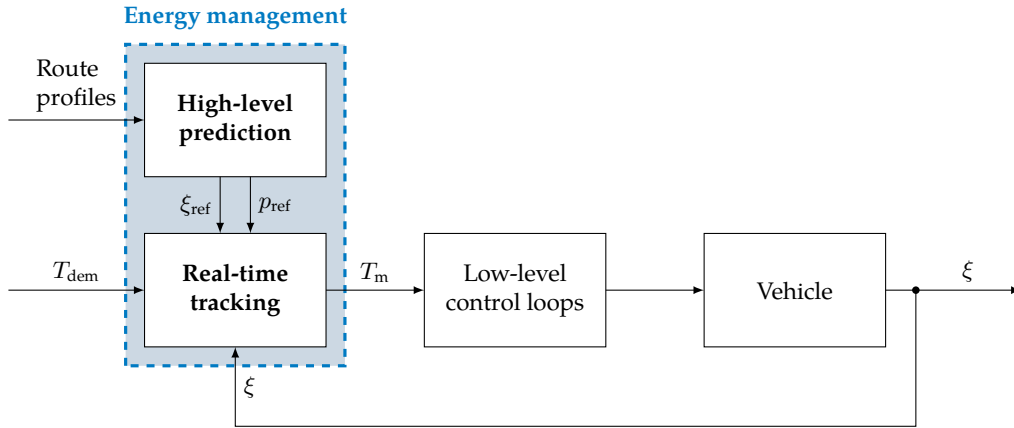 Energy management
Route
profiles
High-level
prediction
ξref
pref
Tdem
Real-time
tracking
Tm
Low-level
control loops
Vehicle
ξ
ξ